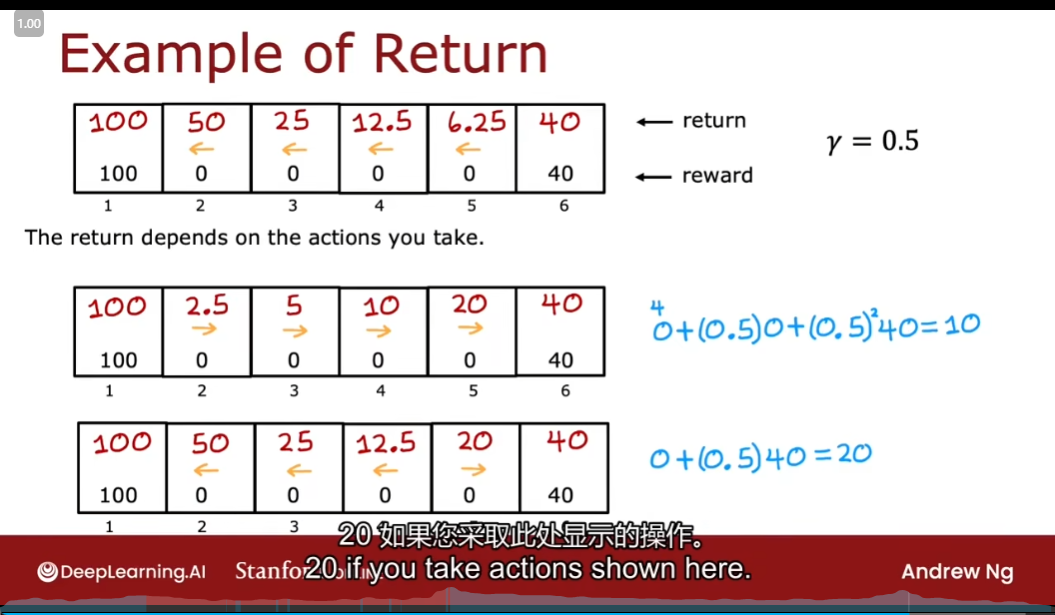 1.00
Example of Return
100 50 25 12.5 6.25 40 ← return
← ← ← ←
γ = 0.5
100 0 0 0 0 40 ← reward
1 2 3 4 5 6
The return depends on the actions you take.
100 2.5 5 10 20 40
→ → → →
4
0+(0.5)0+(0.5)²40=10
100 0 0 0 0 40
1 2 3 4 5 6
100 50 25 12.5 20 40
← ← ← →
0+(0.5)40=20
100 0 0 0 0 40
1 2 3
20 如果您采取此处显示的操作。
DeepLearning.AI Stanfo
20 if you take actions shown here.
Andrew Ng